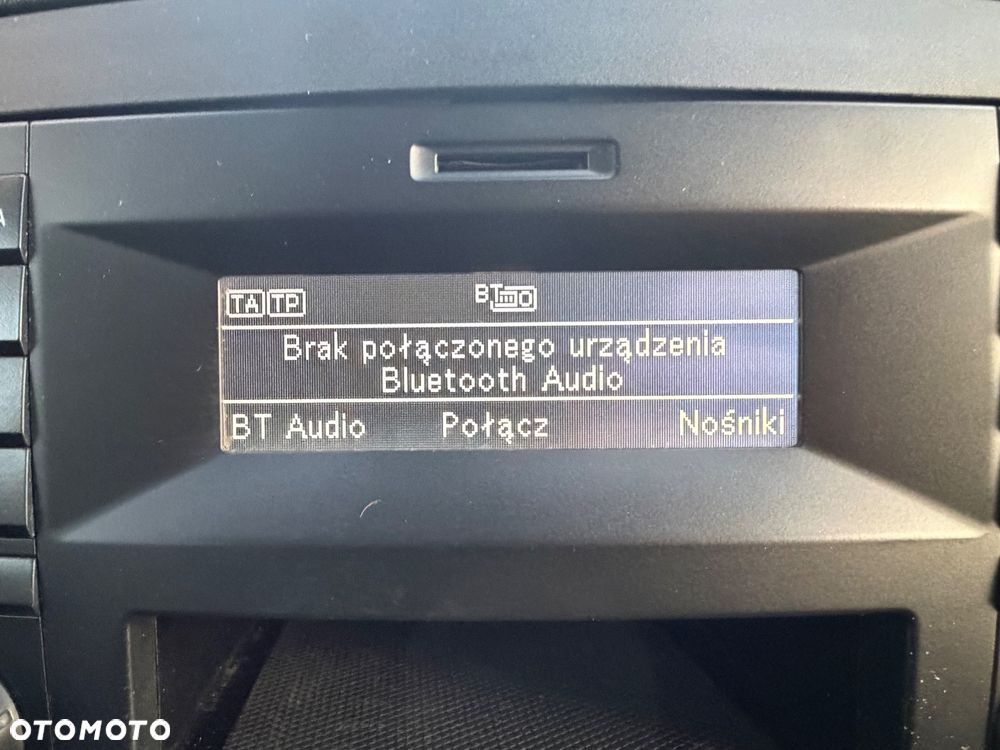 A
TA TP BT
Brak połączonego urządzenia
Bluetooth Audio
BT Audio Połącz Nośniki
OTOMOTO